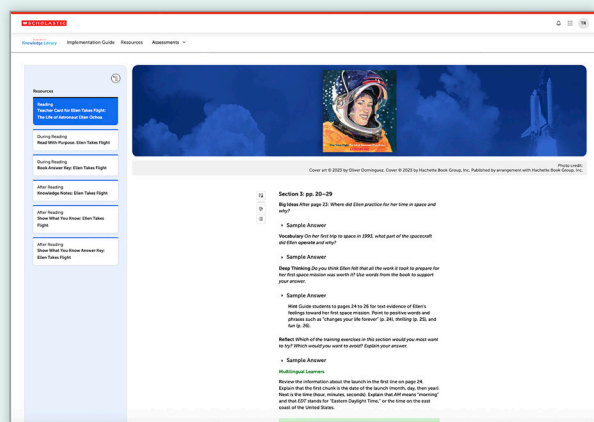 SCHOLASTIC
TK
Knowledge Library
Implementation Guide
Resources
Assessments
Resources
Reading
Teacher Card for Ellen Takes Flight:
The Life of Astronaut Ellen Ochoa
During Reading
Read With Purpose: Ellen Takes Flight
During Reading
Book Answer Key: Ellen Takes Flight
After Reading
Knowledge Notes: Ellen Takes Flight
After Reading
Show What You Know: Ellen Takes
Flight
After Reading
Show What You Know Answer Key:
Ellen Takes Flight
Photo credit:
Cover art © 2023 by Oliver Dominguez. Cover © 2023 by Hachette Book Group, Inc. Published by arrangement with Hachette Book Group, Inc.
Section 3: pp. 20–29
Big Ideas After page 23: Where did Ellen practice for her time in space and
why?
Sample Answer
Vocabulary On her first trip to space in 1993, what part of the spacecraft
did Ellen operate and why?
Sample Answer
Deep Thinking Do you think Ellen felt that all the work it took to prepare for
her first space mission was worth it? Use words from the book to support
your answer.
Sample Answer
Hint Guide students to pages 24 to 26 for text evidence of Ellen's
feelings toward her first space mission. Point to positive words and
phrases such as "changes your life forever" (p. 24), thrilling (p. 25), and
fun (p. 26).
Reflect Which of the training exercises in this section would you most want
to try? Which would you want to avoid? Explain your answer.
Sample Answer
Multilingual Learners
Review the information about the launch in the first line on page 24.
Explain that the first chunk is the date of the launch (month, day, then year).
Next is the time (hour, minutes, seconds). Explain that AM means "morning"
and that EDT stands for "Eastern Daylight Time," or the time on the east
coast of the United States.